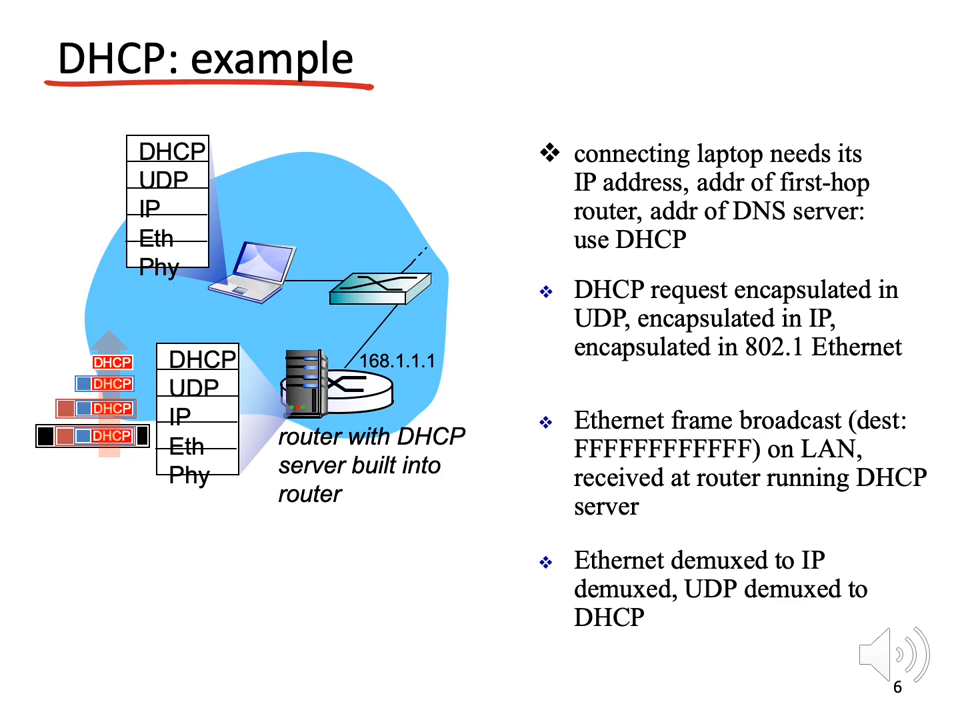 DHCP: example
DHCP
UDP
IP
Eth
Phy
DHCP
DHCP
DHCP
DHCP
DHCP
UDP
IP
Eth
Phy
168.1.1.1
router with DHCP
server built into
router
❖ connecting laptop needs its
IP address, addr of first-hop
router, addr of DNS server:
use DHCP
❖ DHCP request encapsulated in
UDP, encapsulated in IP,
encapsulated in 802.1 Ethernet
❖ Ethernet frame broadcast (dest:
FFFFFFFFFFFF) on LAN,
received at router running DHCP
server
❖ Ethernet demuxed to IP
demuxed, UDP demuxed to
DHCP
6